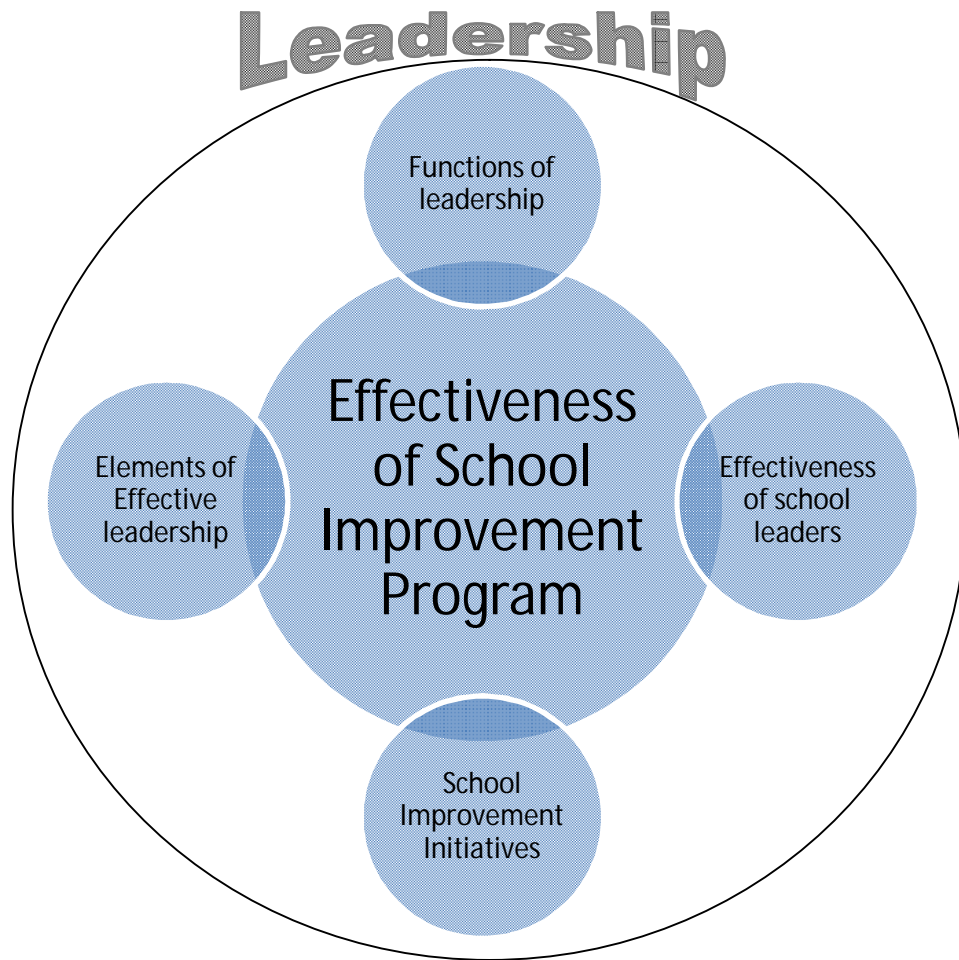 Leadership
Functions of
leadership
Effectiveness
of School
Improvement
Program
Elements of
Effective
leadership
Effectiveness
of school
leaders
School
Improvement
Initiatives